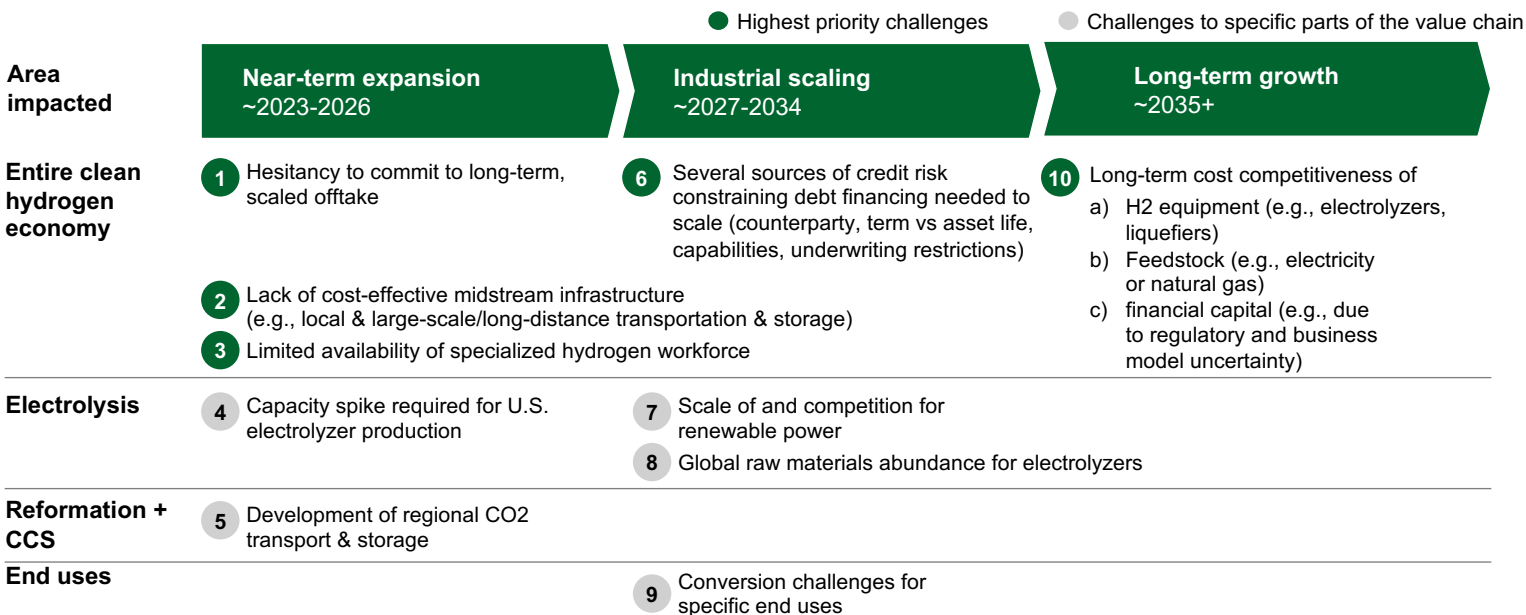 Highest priority challenges
Challenges to specific parts of the value chain
Area
impacted
Near-term expansion
~2023-2026
Industrial scaling
~2027-2034
Long-term growth
~2035+
Entire clean
hydrogen
economy
1 Hesitancy to commit to long-term,
scaled offtake
6 Several sources of credit risk
constraining debt financing needed to
scale (counterparty, term vs asset life,
capabilities, underwriting restrictions)
10 Long-term cost competitiveness of
a) H2 equipment (e.g., electrolyzers,
liquefiers)
b) Feedstock (e.g., electricity
or natural gas)
c) financial capital (e.g., due
to regulatory and business
model uncertainty)
2 Lack of cost-effective midstream infrastructure
(e.g., local & large-scale/long-distance transportation & storage)
3 Limited availability of specialized hydrogen workforce
Electrolysis
4 Capacity spike required for U.S.
electrolyzer production
7 Scale of and competition for
renewable power
8 Global raw materials abundance for electrolyzers
Reformation +
CCS
5 Development of regional CO2
transport & storage
End uses
9 Conversion challenges for
specific end uses